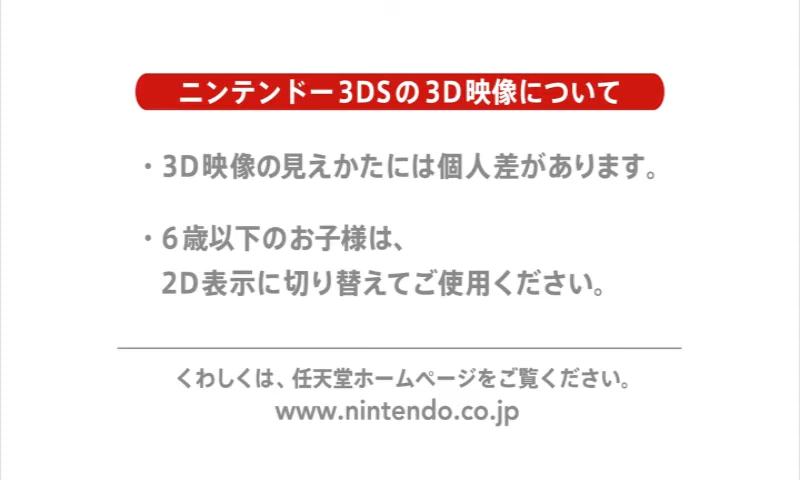 ニンテンドー3DSの3D映像について
・3D映像の見えかたには個人差があります。
・6歳以下のお子様は、
2D表示に切り替えてご使用ください。
くわしくは、任天堂ホームページをご覧ください。
www.nintendo.co.jp